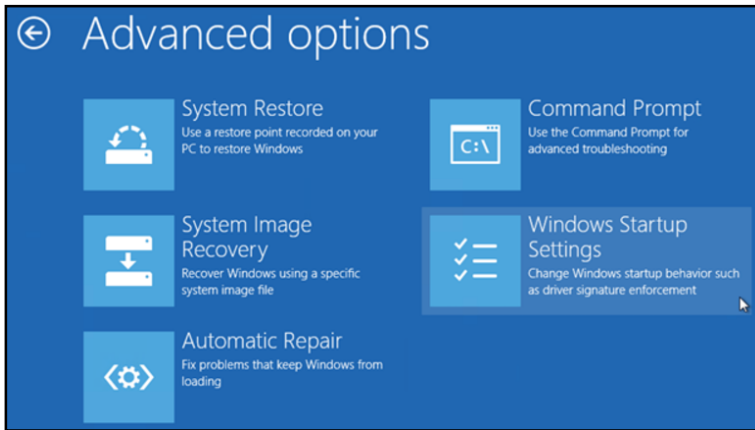 Advanced options
System Restore
Use a restore point recorded on your
PC to restore Windows
Command Prompt
Use the Command Prompt for
advanced troubleshooting
C:\
System Image
Recovery
Recover Windows using a specific
system image file
Windows Startup
Settings
Change Windows startup behavior such
as driver signature enforcement
Automatic Repair
Fix problems that keep Windows from
loading